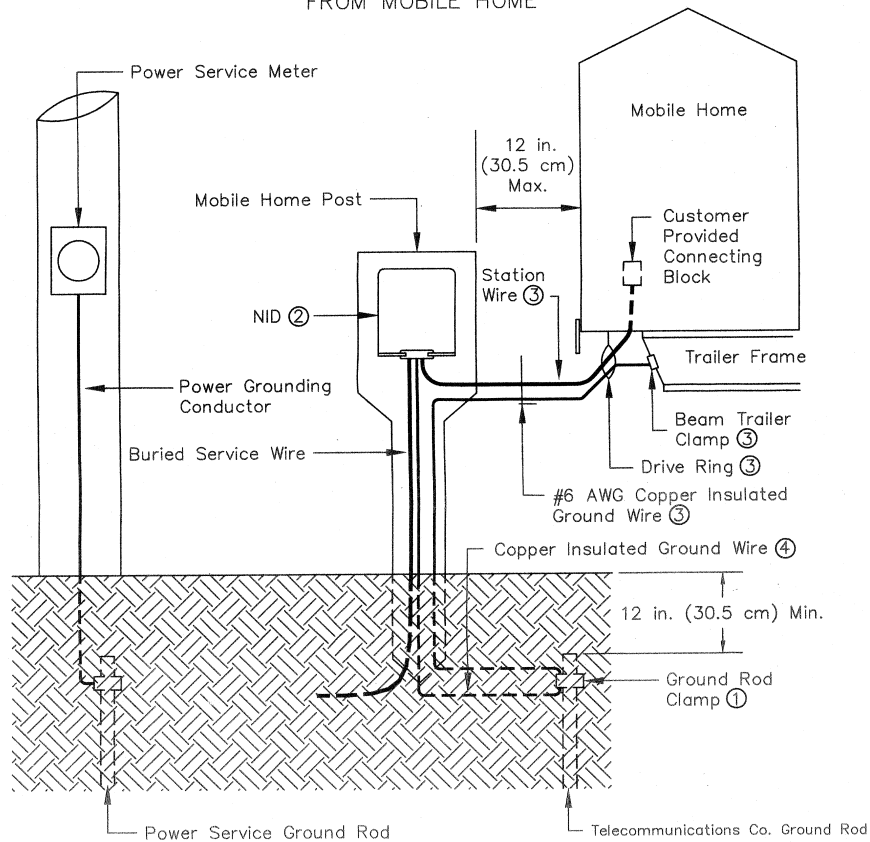 FROM MOBILE HOME
Power Service Meter
Mobile Home
12 in.
(30.5 cm)
Max.
Mobile Home Post
Customer
Provided
Connecting
Block
Station
Wire ③
NID ②
Trailer Frame
Power Grounding
Conductor
Beam Trailer
Clamp ③
Buried Service Wire
Drive Ring ③
#6 AWG Copper Insulated
Ground Wire ③
Copper Insulated Ground Wire ④
12 in. (30.5 cm) Min.
Ground Rod
Clamp ①
Power Service Ground Rod
Telecommunications Co. Ground Rod